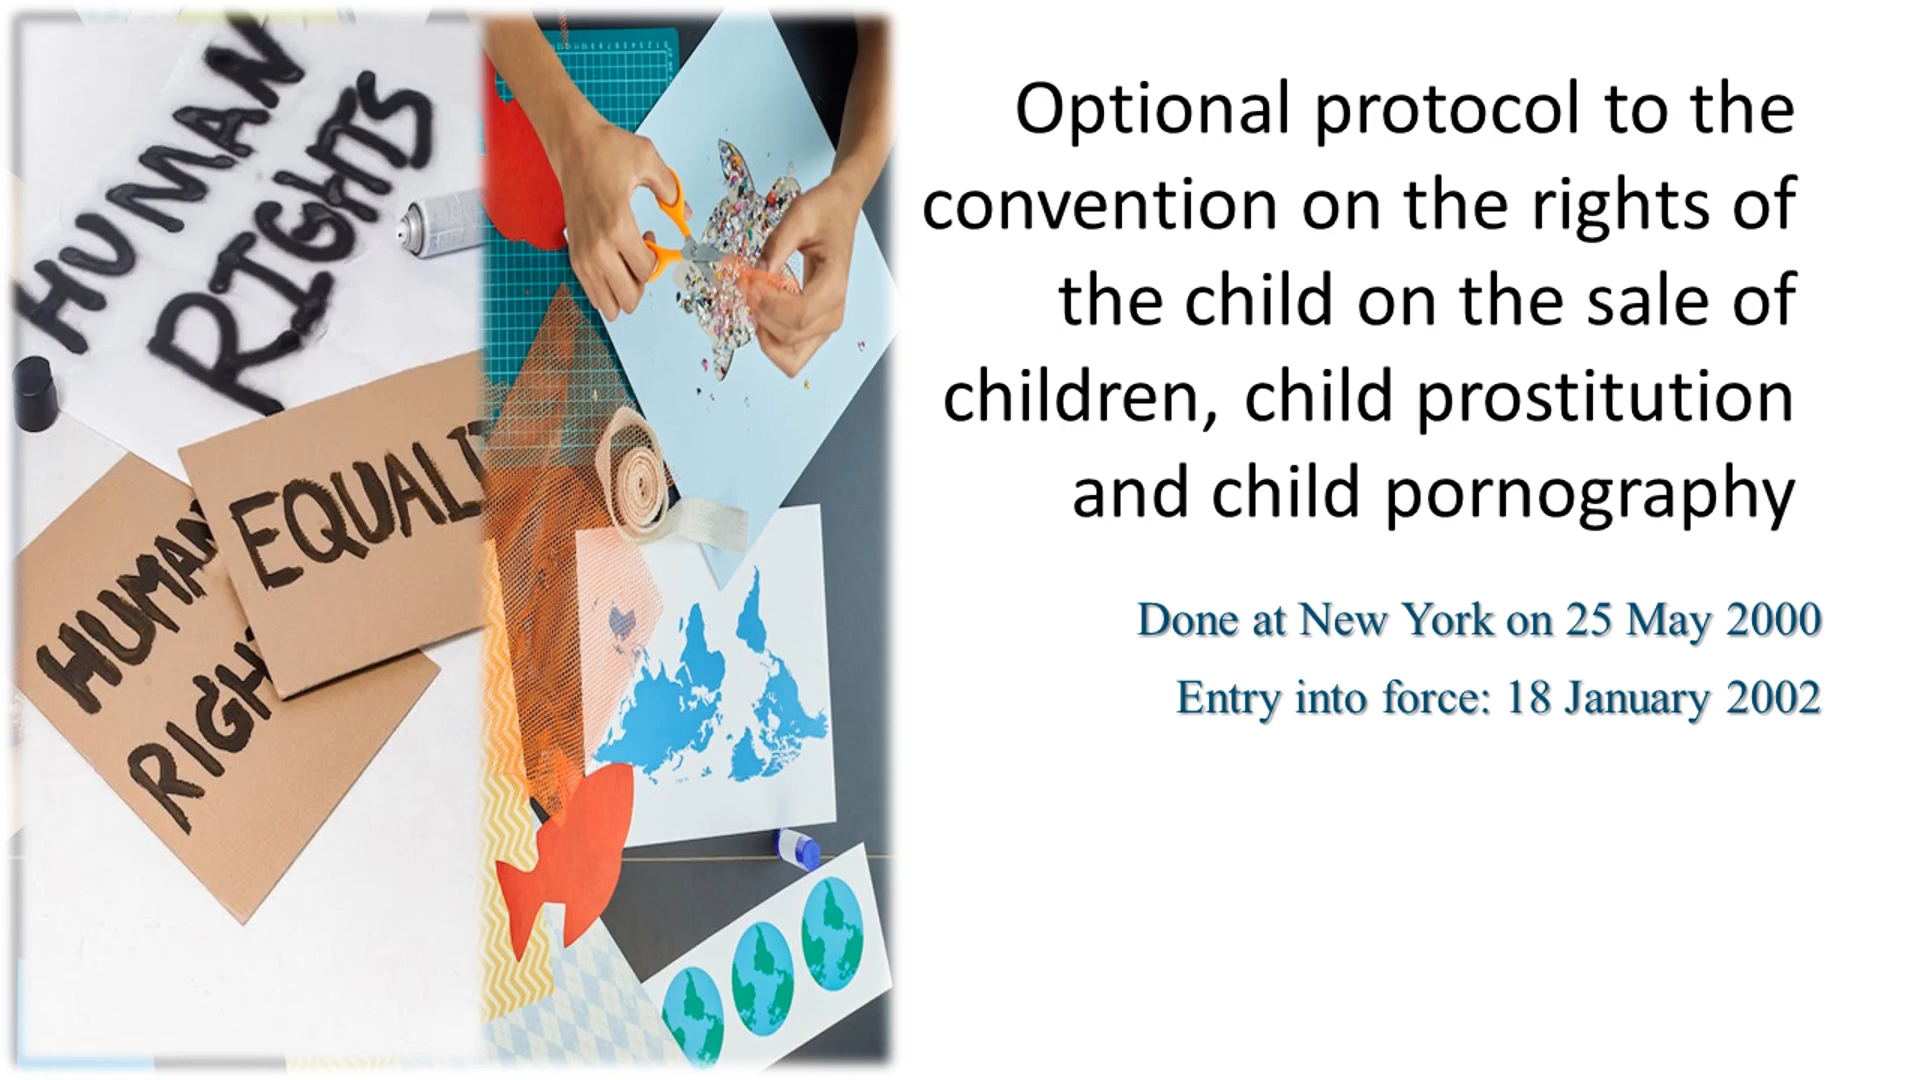 HUMAN
RIGHTS
EQUALI
HUMAN
RIGH
Optional protocol to the
convention on the rights of
the child on the sale of
children, child prostitution
and child pornography
Done at New York on 25 May 2000
Entry into force: 18 January 2002